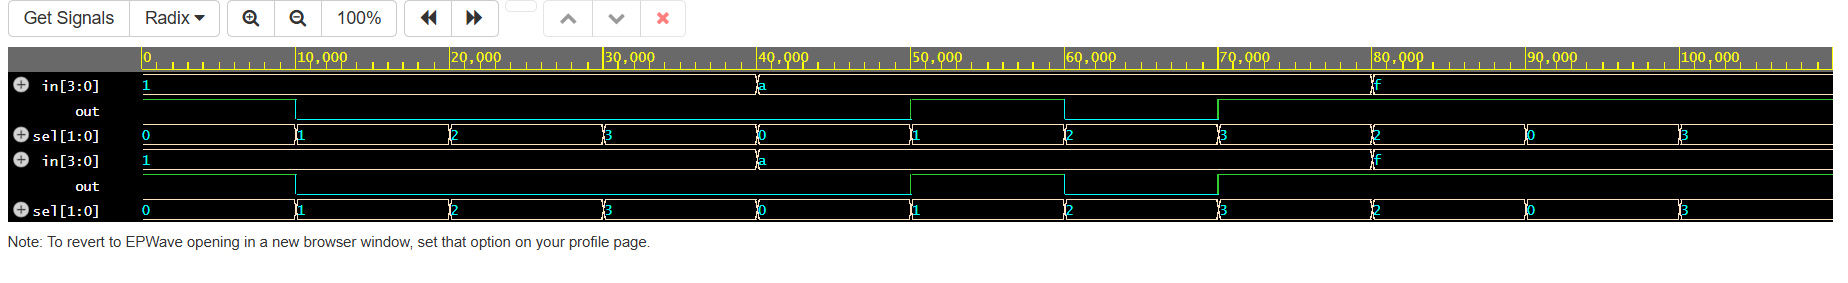 Get Signals Radix 100%
0 10,000 20,000 30,000 40,000 50,000 60,000 70,000 80,000 90,000 100,000
in[3:0] 1 a f
out
sel[1:0] 0 1 2 3 0 1 2 3 2 0 3
in[3:0] 1 a f
out
sel[1:0] 0 1 2 3 0 1 2 3 2 0 3
Note: To revert to EPWave opening in a new browser window, set that option on your profile page.